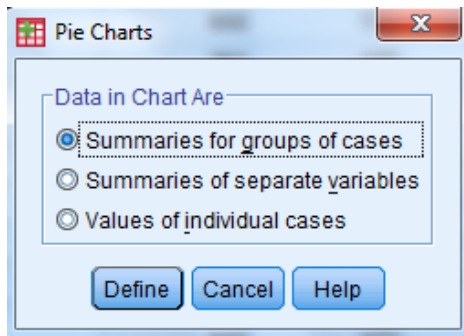 Pie Charts
Data in Chart Are
Summaries for groups of cases
Summaries of separate variables
Values of individual cases
Define Cancel Help